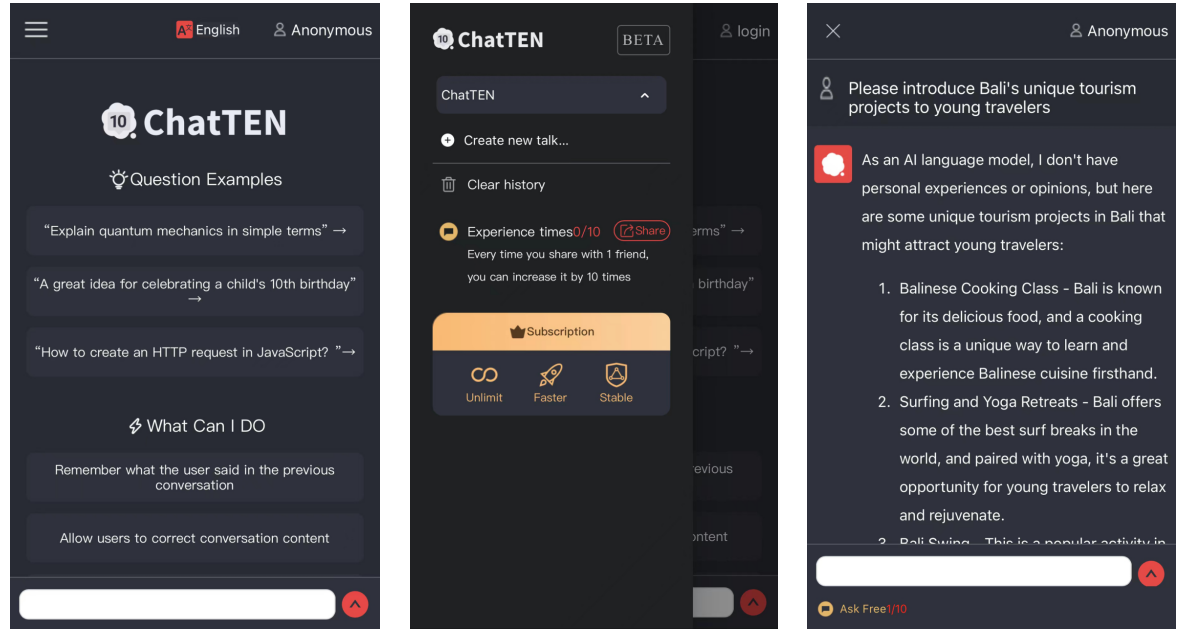 English
Anonymous
10 ChatTEN
Question Examples
“Explain quantum mechanics in simple terms” →
“A great idea for celebrating a child's 10th birthday”
→
“How to create an HTTP request in JavaScript? ”→
What Can I DO
Remember what the user said in the previous
conversation
Allow users to correct conversation content
10 ChatTEN
BETA
login
ChatTEN
Create new talk...
Clear history
Experience times0/10
Share
Every time you share with 1 friend,
you can increase it by 10 times
Subscription
Unlimit
Faster
Stable
erms” →
birthday”
cript? ”→
revious
ontent
Anonymous
Please introduce Bali's unique tourism
projects to young travelers
As an AI language model, I don't have
personal experiences or opinions, but here
are some unique tourism projects in Bali that
might attract young travelers:
1. Balinese Cooking Class - Bali is known
for its delicious food, and a cooking
class is a unique way to learn and
experience Balinese cuisine firsthand.
2. Surfing and Yoga Retreats - Bali offers
some of the best surf breaks in the
world, and paired with yoga, it's a great
opportunity for young travelers to relax
and rejuvenate.
3. Bali Swing - This is a popular activity in
Ask Free1/10